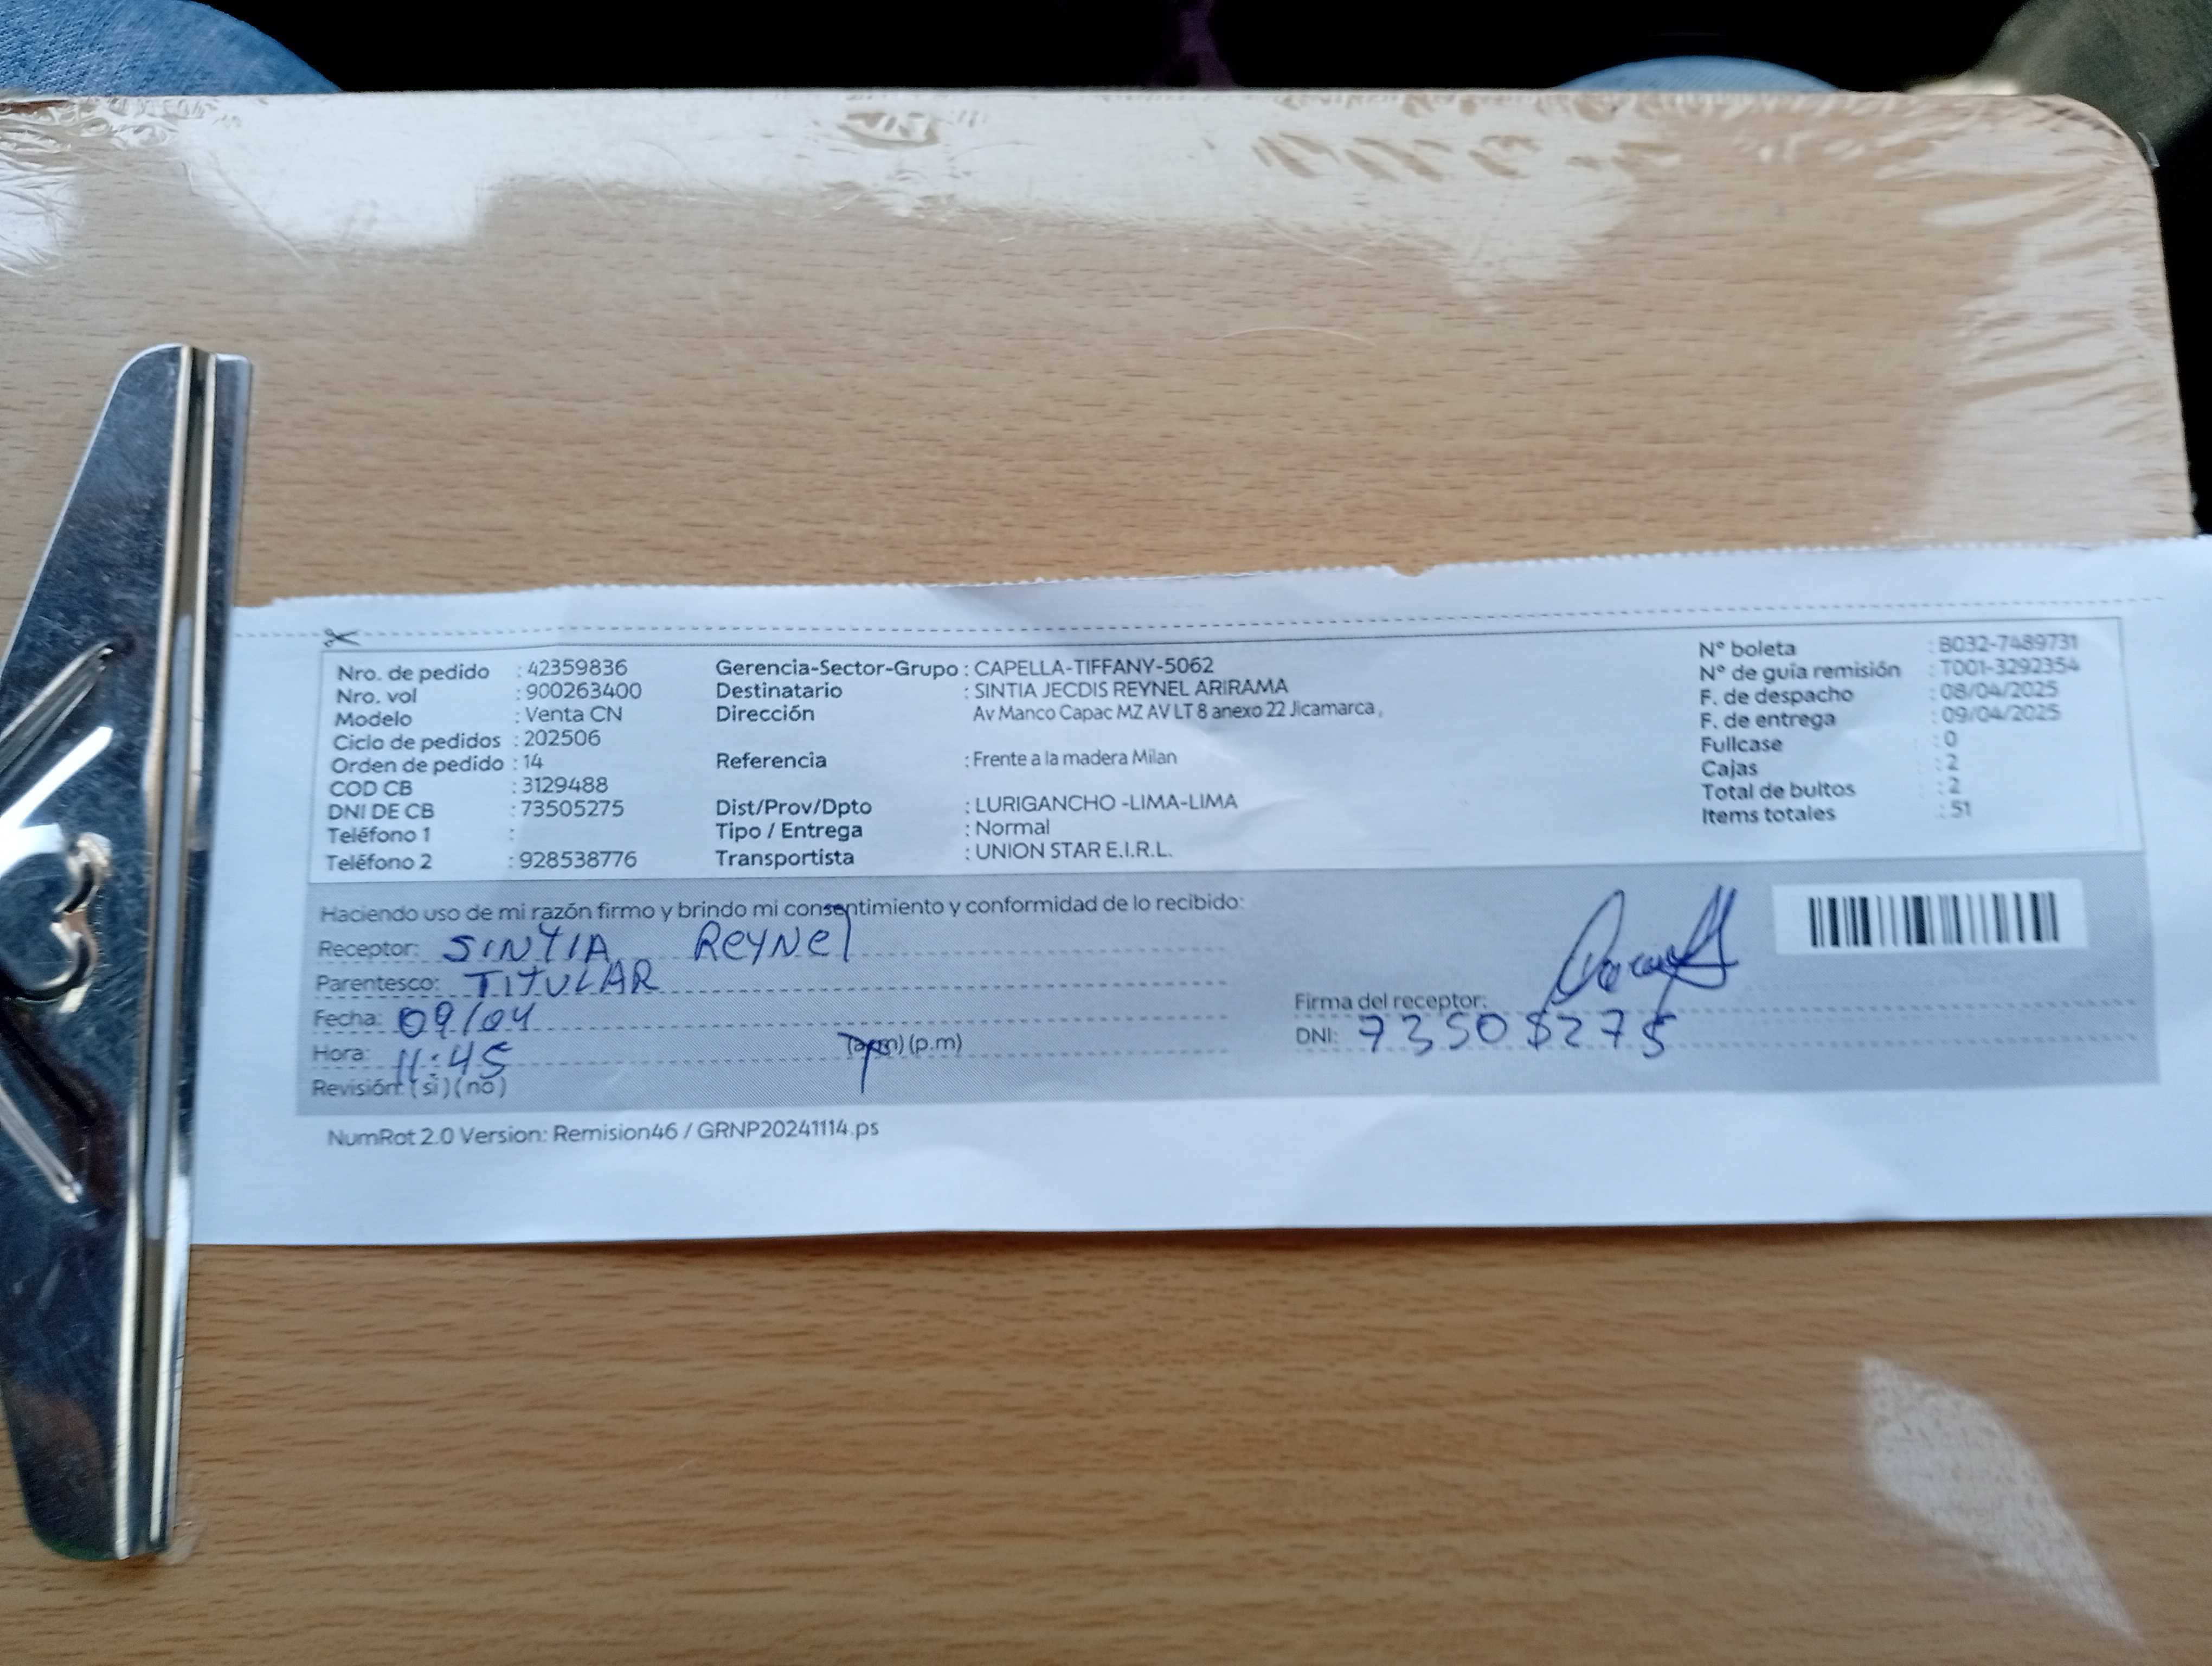 Nro. de pedido : 42359836
Nro. vol : 900263400
Modelo : Venta CN
Ciclo de pedidos : 202506
Orden de pedido : 14
COD CB : 3129488
DNI DE CB : 73505275
Teléfono 1 :
Teléfono 2 : 928538776
Gerencia-Sector-Grupo : CAPELLA-TIFFANY-5062
Destinatario : SINTIA JECDIS REYNEL ARIRAMA
Dirección Av Manco Capac MZ AV LT 8 anexo 22 Jicamarca ,
Referencia : Frente a la madera Milan
Dist/Prov/Dpto : LURIGANCHO -LIMA-LIMA
Tipo / Entrega : Normal
Transportista : UNION STAR E.I.R.L.
N° boleta : B032-7489731
N° de guía remisión : T001-3292354
F. de despacho : 08/04/2025
F. de entrega : 09/04/2025
Fullcase : 0
Cajas : 2
Total de bultos : 2
Items totales : 51
Haciendo uso de mi razón firmo y brindo mi consentimiento y conformidad de lo recibido:
Receptor: SINTIA ReYNel
Parentesco: TITULAR
Fecha: 09/04
Hora: 11:45 (a.m) (p.m)
Revisión: (si) (no)
Firma del receptor:
DNI: 73505275
NumRot 2.0 Version: Remision46 / GRNP20241114.ps